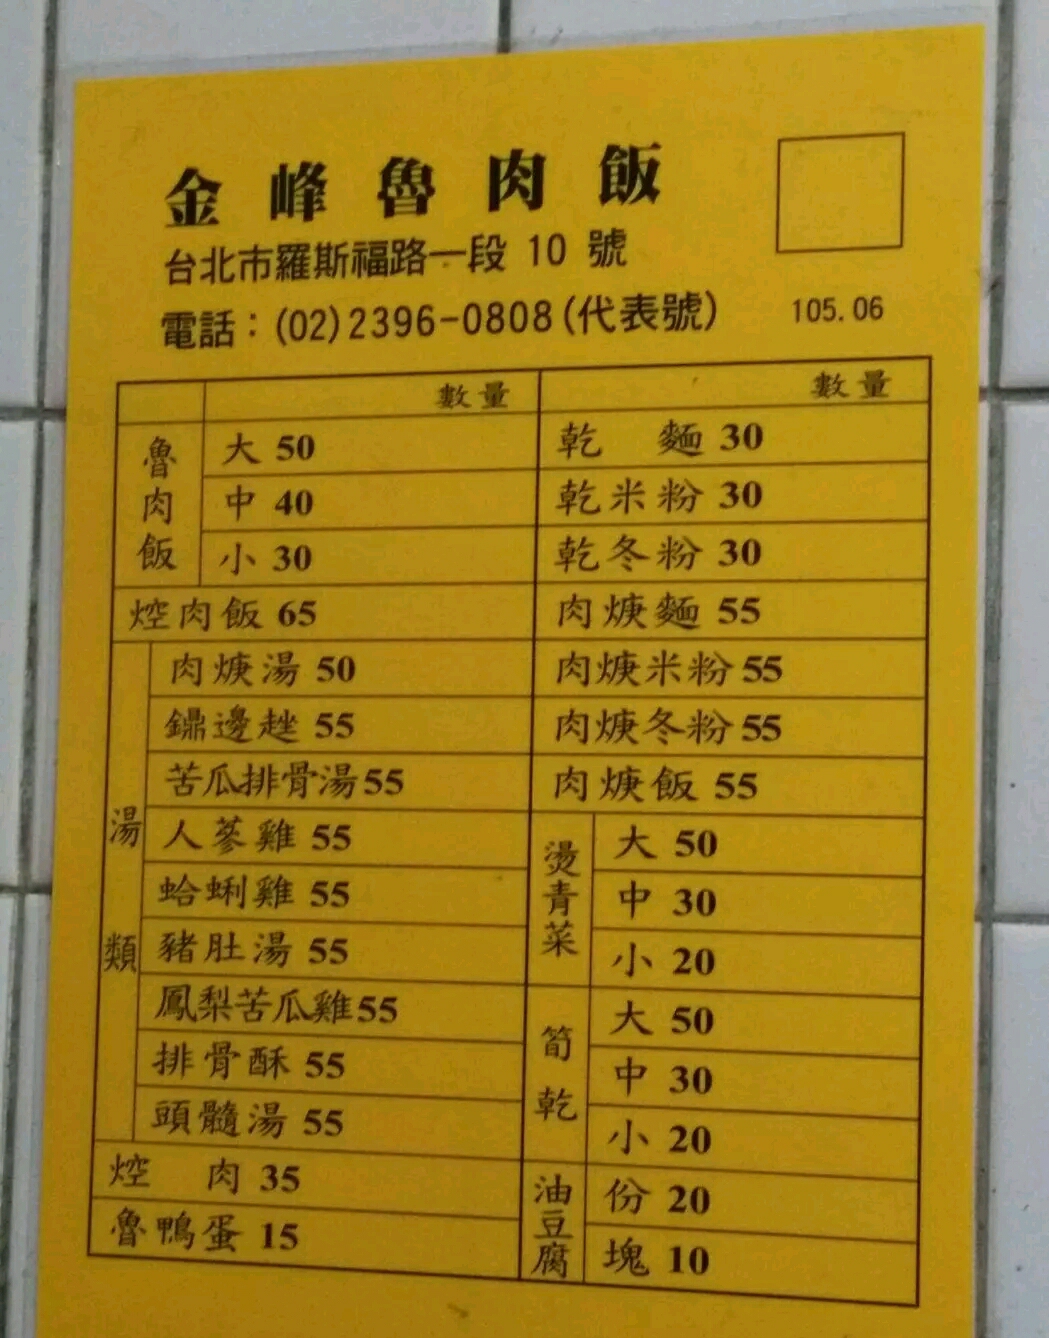 金峰魯肉飯
台北市羅斯福路一段 10 號
電話：(02)2396-0808(代表號)
105.06
數量
魯肉飯
大 50
中 40
小 30
焢肉飯 65
湯類
肉焿湯 50
鼎邊趖 55
苦瓜排骨湯 55
人蔘雞 55
蛤蜊雞 55
豬肚湯 55
鳳梨苦瓜雞 55
排骨酥 55
頭髓湯 55
焢 肉 35
魯鴨蛋 15
數量
乾 麵 30
乾米粉 30
乾冬粉 30
肉焿麵 55
肉焿米粉 55
肉焿冬粉 55
肉焿飯 55
燙青菜
大 50
中 30
小 20
筍乾
大 50
中 30
小 20
油豆腐
份 20
塊 10